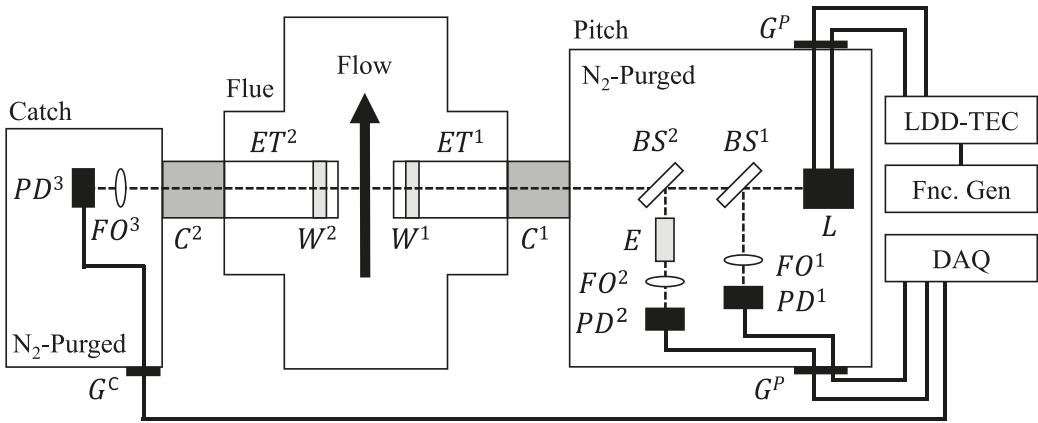 G^P
Pitch
N₂-Purged
Flow
Flue
Catch
LDD-TEC
ET²
ET¹
BS²
BS¹
Fnc. Gen
PD³
FO³
C²
W²
W¹
C¹
E
L
DAQ
FO²
FO¹
PD²
PD¹
N₂-Purged
G^C
G^P